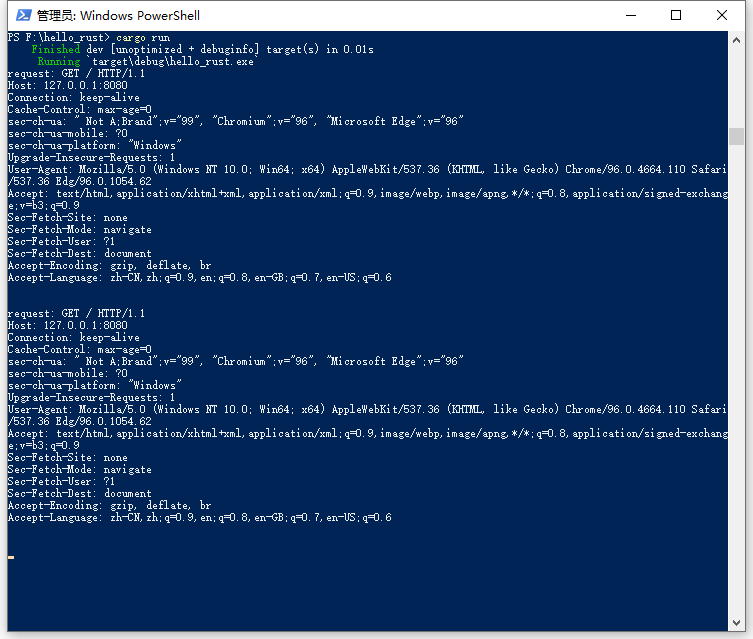 管理员: Windows PowerShell
PS F:\hello_rust> cargo run
Finished dev [unoptimized + debuginfo] target(s) in 0.01s
Running `target\debug\hello_rust.exe`
request: GET / HTTP/1.1
Host: 127.0.0.1:8080
Connection: keep-alive
Cache-Control: max-age=0
sec-ch-ua: " Not A;Brand";v="99", "Chromium";v="96", "Microsoft Edge";v="96"
sec-ch-ua-mobile: ?0
sec-ch-ua-platform: "Windows"
Upgrade-Insecure-Requests: 1
User-Agent: Mozilla/5.0 (Windows NT 10.0; Win64; x64) AppleWebKit/537.36 (KHTML, like Gecko) Chrome/96.0.4664.110 Safari
/537.36 Edg/96.0.1054.62
Accept: text/html,application/xhtml+xml,application/xml;q=0.9,image/webp,image/apng,*/*;q=0.8,application/signed-exchang
e;v=b3;q=0.9
Sec-Fetch-Site: none
Sec-Fetch-Mode: navigate
Sec-Fetch-User: ?1
Sec-Fetch-Dest: document
Accept-Encoding: gzip, deflate, br
Accept-Language: zh-CN,zh;q=0.9,en;q=0.8,en-GB;q=0.7,en-US;q=0.6
request: GET / HTTP/1.1
Host: 127.0.0.1:8080
Connection: keep-alive
Cache-Control: max-age=0
sec-ch-ua: " Not A;Brand";v="99", "Chromium";v="96", "Microsoft Edge";v="96"
sec-ch-ua-mobile: ?0
sec-ch-ua-platform: "Windows"
Upgrade-Insecure-Requests: 1
User-Agent: Mozilla/5.0 (Windows NT 10.0; Win64; x64) AppleWebKit/537.36 (KHTML, like Gecko) Chrome/96.0.4664.110 Safari
/537.36 Edg/96.0.1054.62
Accept: text/html,application/xhtml+xml,application/xml;q=0.9,image/webp,image/apng,*/*;q=0.8,application/signed-exchang
e;v=b3;q=0.9
Sec-Fetch-Site: none
Sec-Fetch-Mode: navigate
Sec-Fetch-User: ?1
Sec-Fetch-Dest: document
Accept-Encoding: gzip, deflate, br
Accept-Language: zh-CN,zh;q=0.9,en;q=0.8,en-GB;q=0.7,en-US;q=0.6